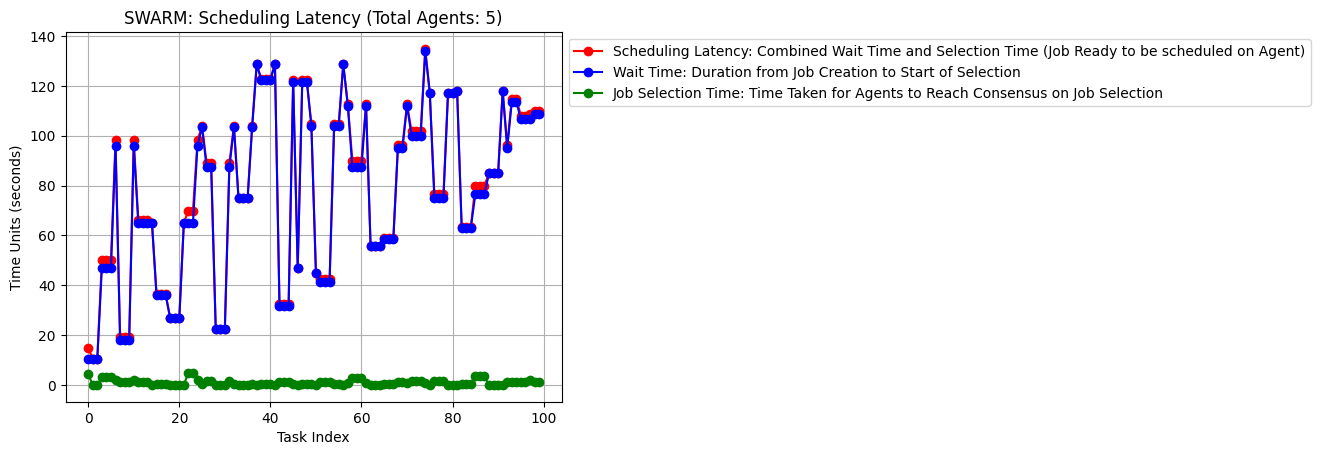 SWARM: Scheduling Latency (Total Agents: 5)
Scheduling Latency: Combined Wait Time and Selection Time (Job Ready to be scheduled on Agent)
Wait Time: Duration from Job Creation to Start of Selection
Job Selection Time: Time Taken for Agents to Reach Consensus on Job Selection
Time Units (seconds)
140
120
100
80
60
40
20
0
0 20 40 60 80 100
Task Index